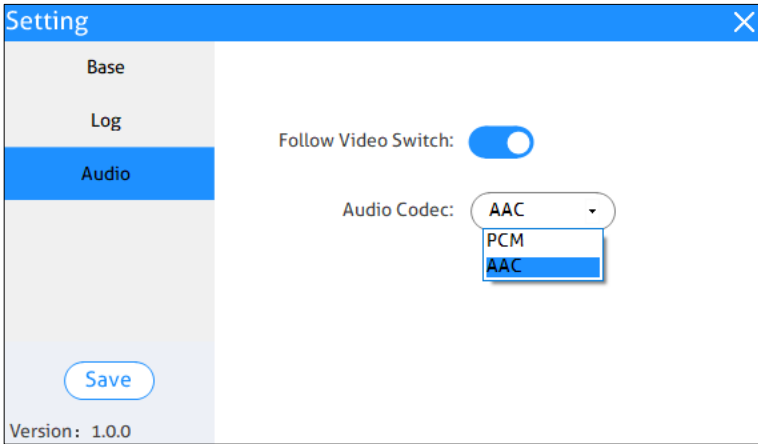 Setting
Base
Log
Audio
Follow Video Switch:
Audio Codec: AAC
PCM
AAC
Save
Version：1.0.0